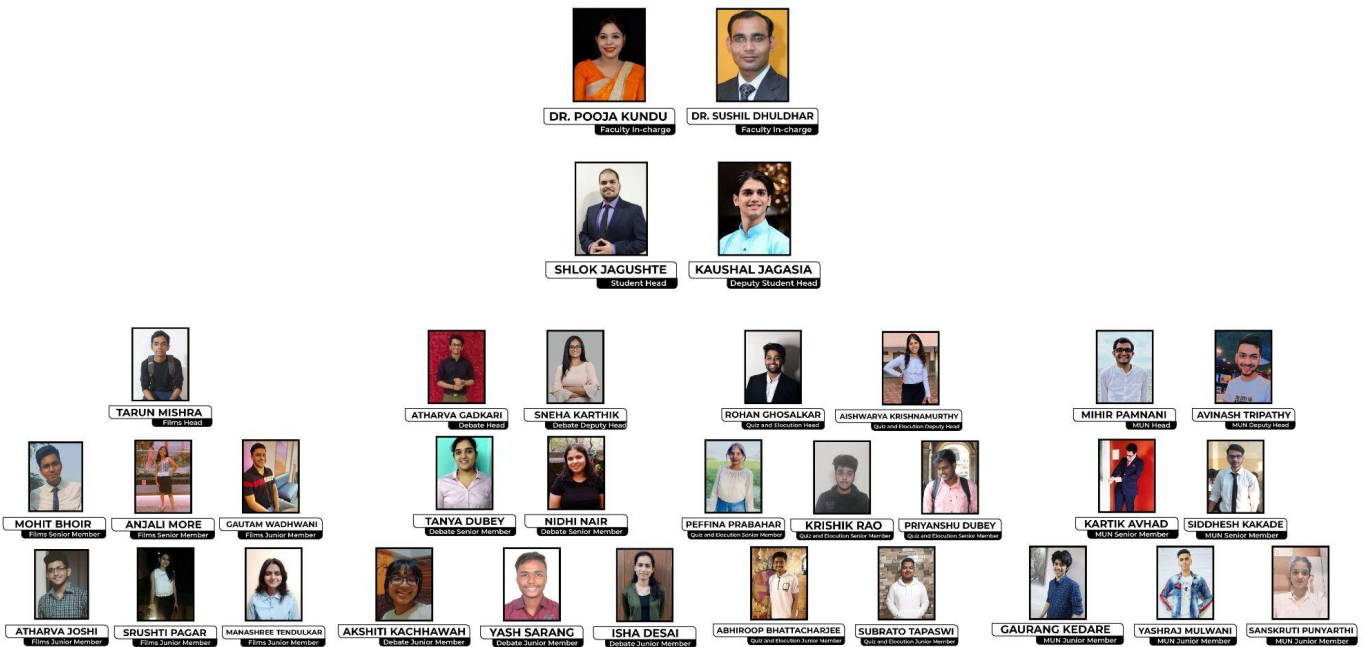 DR. POOJA KUNDU
Faculty In-charge
DR. SUSHIL DHULDHAR
Faculty In-charge
SHLOK JAGUSHTE
Student Head
KAUSHAL JAGASIA
Deputy Student Head
TARUN MISHRA
Films Head
ATHARVA GADKARI
Debate Head
SNEHA KARTHIK
Debate Deputy Head
ROHAN GHOSALKAR
Quiz and Elocution Head
AISHWARYA KRISHNAMURTHY
Quiz and Elocution Deputy Head
MIHIR PAMNANI
MUN Head
AVINASH TRIPATHY
MUN Deputy Head
MOHIT BHOIR
Films Senior Member
ANJALI MORE
Films Senior Member
GAUTAM WADHWANI
Films Junior Member
TANYA DUBEY
Debate Senior Member
NIDHI NAIR
Debate Senior Member
PEFFINA PRABAHAR
Quiz and Elocution Senior Member
KRISHIK RAO
Quiz and Elocution Senior Member
PRIYANSHU DUBEY
Quiz and Elocution Senior Member
KARTIK AVHAD
MUN Senior Member
SIDDHESH KAKADE
MUN Senior Member
ATHARVA JOSHI
Films Junior Member
SRUSHTI PAGAR
Films Junior Member
MANASHREE TENDULKAR
Films Junior Member
AKSHITI KACHHAWAH
Debate Junior Member
YASH SARANG
Debate Junior Member
ISHA DESAI
Debate Junior Member
ABHIROOP BHATTACHARJEE
Quiz and Elocution Junior Member
SUBRATO TAPASWI
Quiz and Elocution Junior Member
GAURANG KEDARE
MUN Junior Member
YASHRAJ MULWANI
MUN Junior Member
SANSKRUTI PUNYARTHI
MUN Junior Member